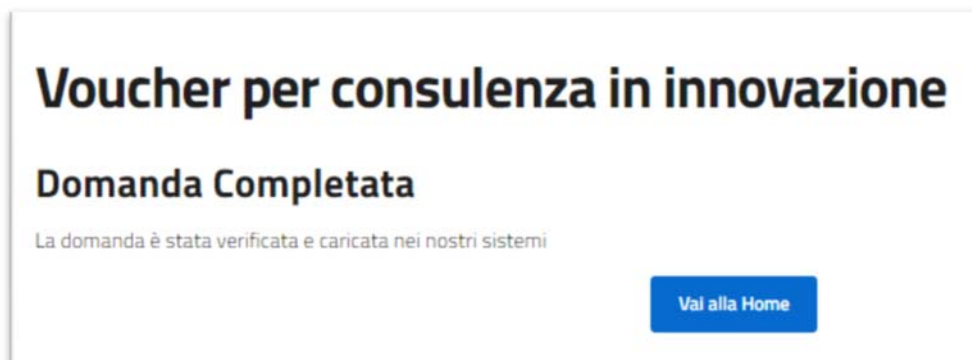 Voucher per consulenza in innovazione
Domanda Completata
La domanda è stata verificata e caricata nei nostri sistemi
Vai alla Home